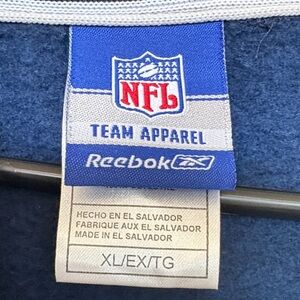 NFL
TEAM APPAREL
Reebok
HECHO EN EL SALVADOR
FABRIQUE AUX EL SALVADOR
MADE IN EL SALVADOR
XL/EX/TG